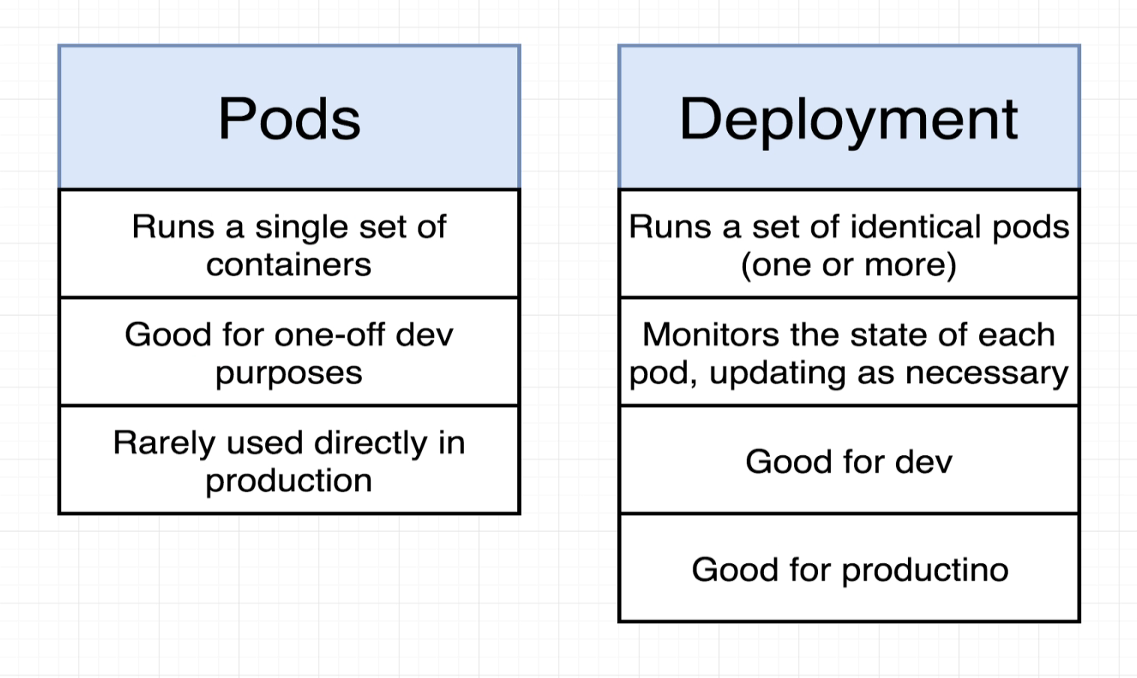 Pods
Runs a single set of
containers
Good for one-off dev
purposes
Rarely used directly in
production
Deployment
Runs a set of identical pods
(one or more)
Monitors the state of each
pod, updating as necessary
Good for dev
Good for productino